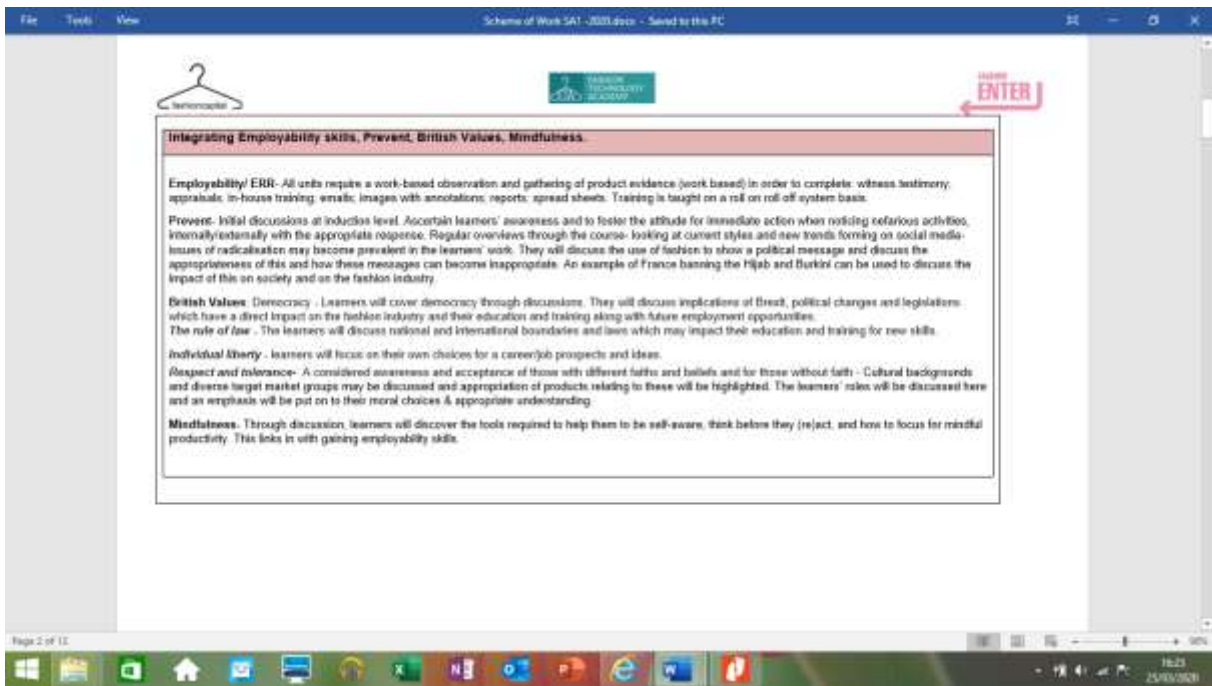 File Tools View Scheme of Work SA1 -2020.docx - Saved to this PC
fashioncapital
FASHION
TECHNOLOGY
ACADEMY
FASHION
ENTER
Integrating Employability skills, Prevent, British Values, Mindfulness.
Employability/ ERR- All units require a work-based observation and gathering of product evidence (work based) in order to complete: witness testimony;
appraisals; in-house training; emails; images with annotations; reports; spread sheets. Training is taught on a roll on roll off system basis.
Prevent- Initial discussions at induction level. Ascertain learners' awareness and to foster the attitude for immediate action when noticing nefarious activities,
internally/externally with the appropriate response. Regular overviews through the course- looking at current styles and new trends forming on social media-
issues of radicalisation may become prevalent in the learners' work. They will discuss the use of fashion to show a political message and discuss the
appropriateness of this and how these messages can become inappropriate. An example of France banning the Hijab and Burkini can be used to discuss the
impact of this on society and on the fashion industry.
British Values: Democracy - Learners will cover democracy through discussions. They will discuss implications of Brexit, political changes and legislations
which have a direct impact on the fashion industry and their education and training along with future employment opportunities.
The rule of law - The learners will discuss national and international boundaries and laws which may impact their education and training for new skills.
Individual liberty - learners will focus on their own choices for a career/job prospects and ideas.
Respect and tolerance- A considered awareness and acceptance of those with different faiths and beliefs and for those without faith - Cultural backgrounds
and diverse target market groups may be discussed and appropriation of products relating to these will be highlighted. The learners' roles will be discussed here
and an emphasis will be put on to their moral choices & appropriate understanding.
Mindfulness- Through discussion, learners will discover the tools required to help them to be self-aware, think before they (re)act, and how to focus for mindful
productivity. This links in with gaining employability skills.
Page 2 of 12
90%
16:23
25/03/2020